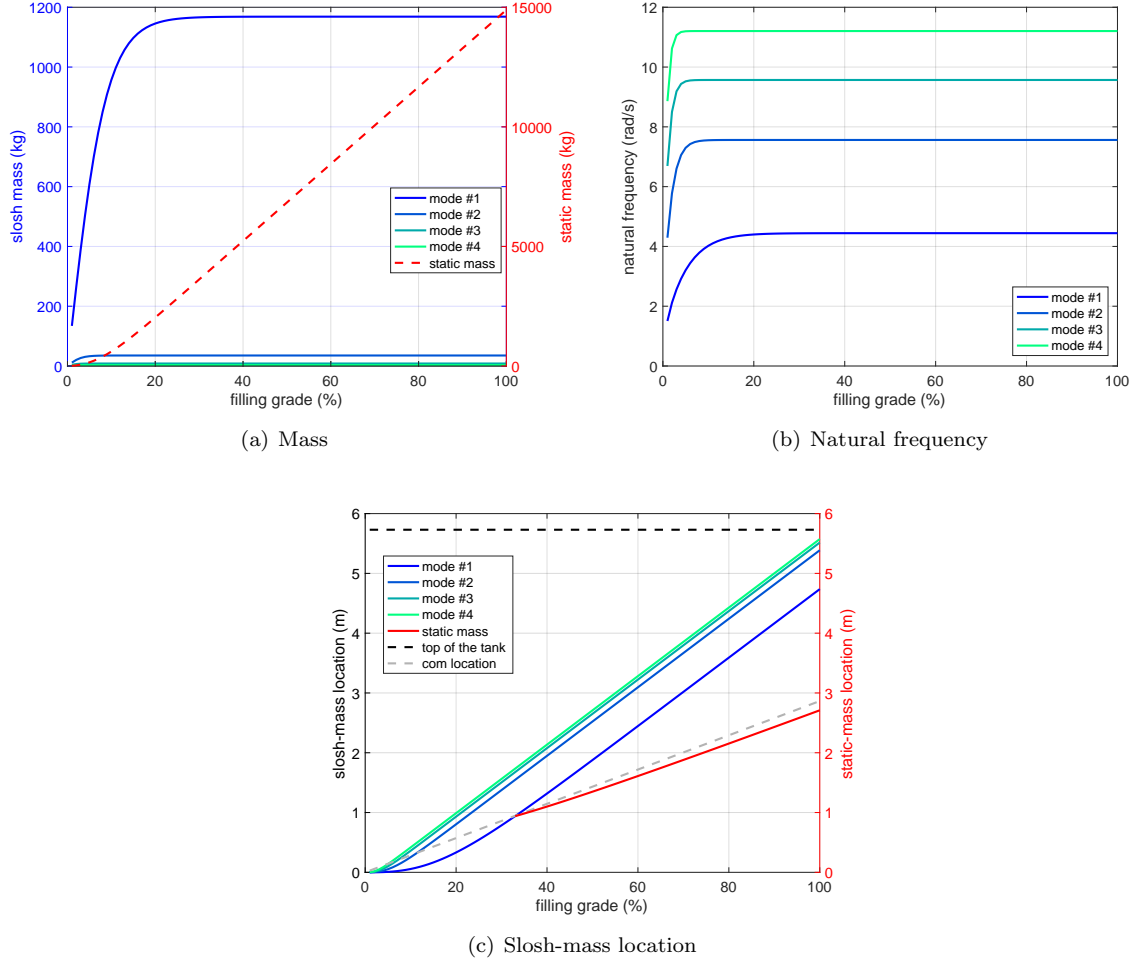 1200
1000
800
600
400
200
0
slosh mass (kg)
15000
10000
5000
0
static mass (kg)
mode #1
mode #2
mode #3
mode #4
static mass
0 20 40 60 80 100
filling grade (%)
(a) Mass
12
10
8
6
4
2
0
natural frequency (rad/s)
mode #1
mode #2
mode #3
mode #4
0 20 40 60 80 100
filling grade (%)
(b) Natural frequency
6
5
4
3
2
1
0
slosh-mass location (m)
mode #1
mode #2
mode #3
mode #4
static mass
top of the tank
com location
6
5
4
3
2
1
0
static-mass location (m)
0 20 40 60 80 100
filling grade (%)
(c) Slosh-mass location